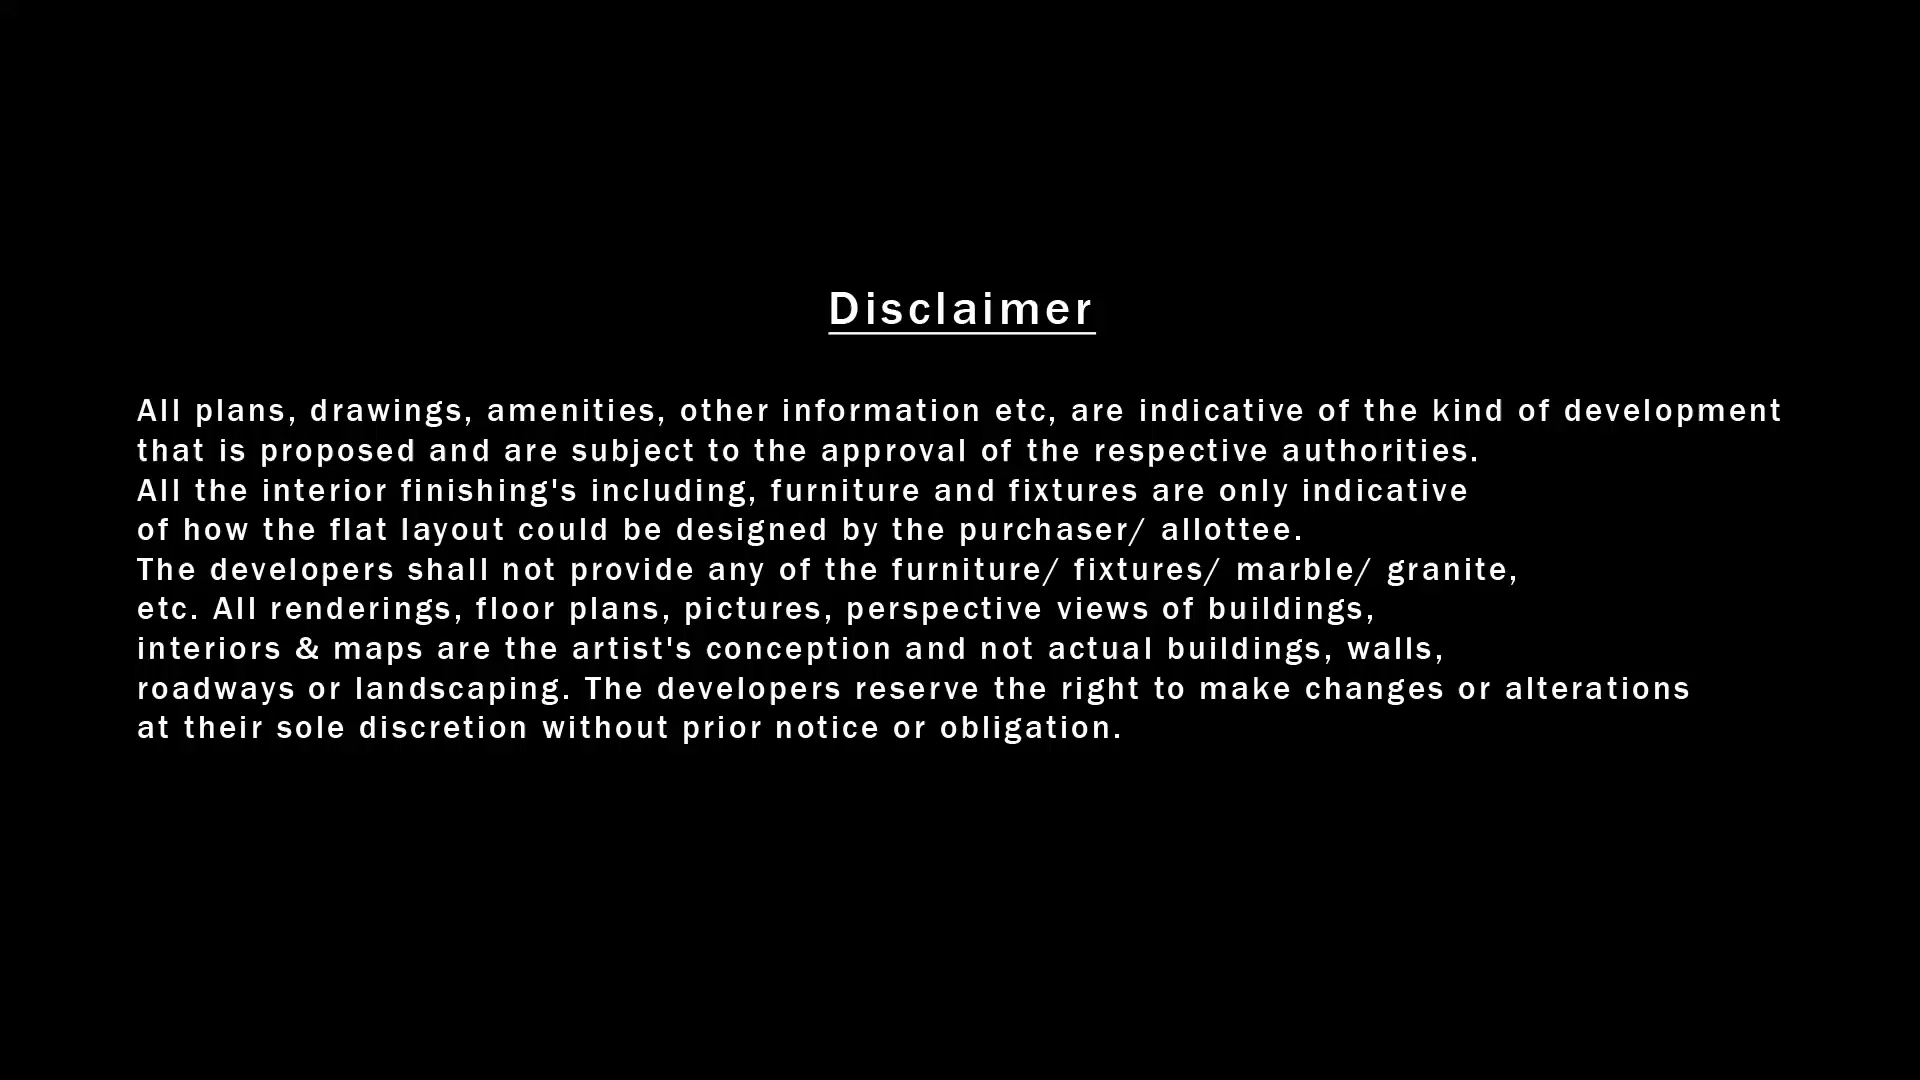 Disclaimer
All plans, drawings, amenities, other information etc, are indicative of the kind of development
that is proposed and are subject to the approval of the respective authorities.
All the interior finishing's including, furniture and fixtures are only indicative
of how the flat layout could be designed by the purchaser/ allottee.
The developers shall not provide any of the furniture/ fixtures/ marble/ granite,
etc. All renderings, floor plans, pictures, perspective views of buildings,
interiors & maps are the artist's conception and not actual buildings, walls,
roadways or landscaping. The developers reserve the right to make changes or alterations
at their sole discretion without prior notice or obligation.